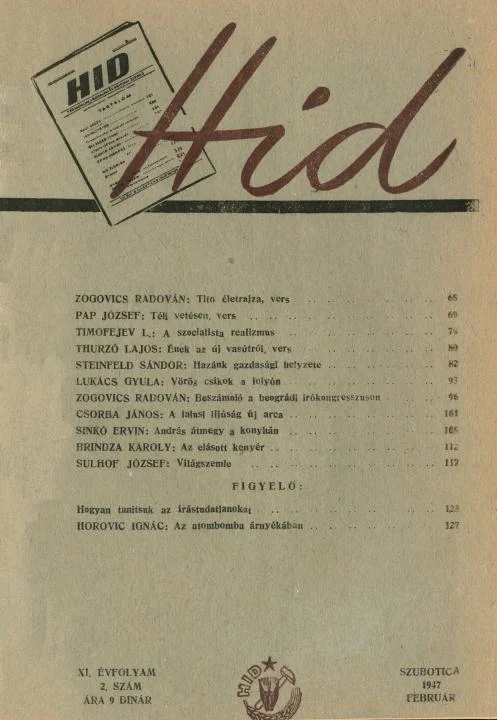 HID
TARTALOM
Hid
ZOGOVICS RADOVÁN: Tito életrajza, vers .. .. .. .. .. 65
PAP JÓZSEF: Téli vetésen, vers .. .. .. .. .. .. 69
TIMOFEJEV L.: A szocialista realizmus .. .. .. .. ..
THURZÓ LAJOS: Ének az új vasútról, vers .. .. .. .. 80
STEINFELD SÁNDOR: Hazánk gazdasági helyzete .. .. .. 82
LUKÁCS GYULA: Vörös csikok a folyón .. .. .. .. .. 93
ZOGOVICS RADOVÁN: Beszámoló a beográdi írókongresszuson .. .. 96
CSORBA JÁNOS: A falusi ifjúság új arca .. .. .. .. .. 101
SINKÓ ERVIN: András átmegy a konyhán .. .. .. .. .. 105
BRINDZA KÁROLY: Az elásott kenyér .. .. .. .. .. 112
SULHOF JÓZSEF: Világszemle .. .. .. .. .. .. 117
FIGYELŐ:
Hogyan tanítsuk az írástudatlanokat .. .. .. .. .. 123
HOROVIC IGNÁC: Az atombomba árnyékában .. .. .. .. 127
XI. ÉVFOLYAM
2. SZÁM
ÁRA 9 DINÁR
HID
SZUBOTICA
1947
FEBRUÁR